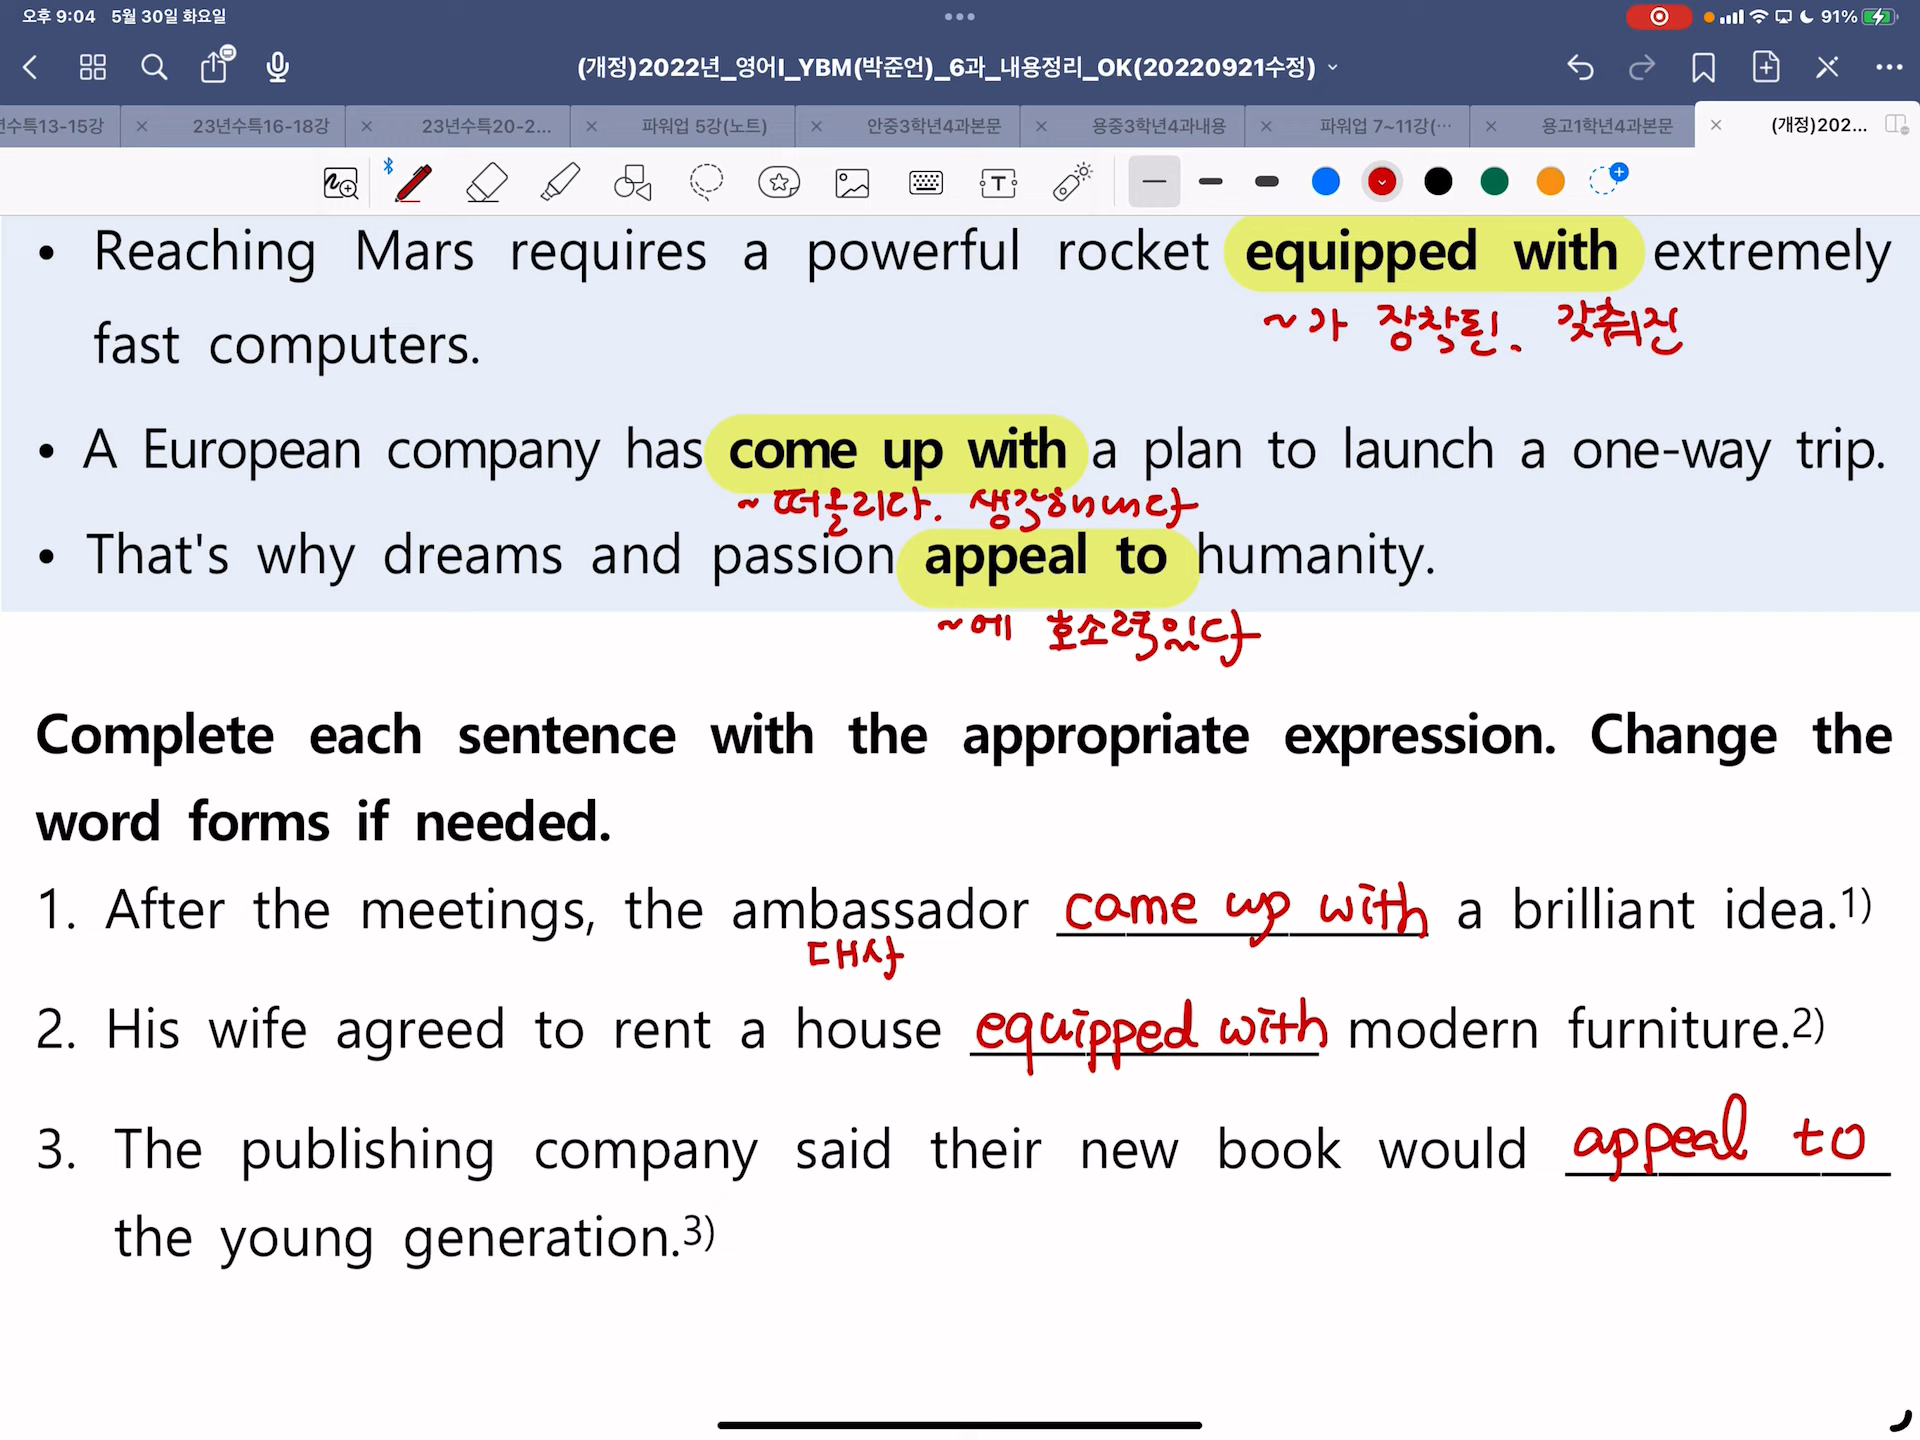 오후 9:04 5월 30일 화요일
91%
(개정)2022년_영어I_YBM(박준언)_6과_내용정리_OK(20220921수정)
년수특13-15강 23년수특16-18강 23년수특20-2... 파워업 5강(노트) 안중3학년4과본문 용중3학년4과내용 파워업 7~11강(… 용고1학년4과본문 (개정)202...
• Reaching Mars requires a powerful rocket equipped with extremely
~가 장착된. 갖춰진
fast computers.
• A European company has come up with a plan to launch a one-way trip.
~떠올리다. 생각해내다
• That's why dreams and passion appeal to humanity.
~에 호소력있다
Complete each sentence with the appropriate expression. Change the
word forms if needed.
1. After the meetings, the ambassador came up with a brilliant idea.1)
대사
2. His wife agreed to rent a house equipped with modern furniture.2)
3. The publishing company said their new book would appeal to
the young generation.3)